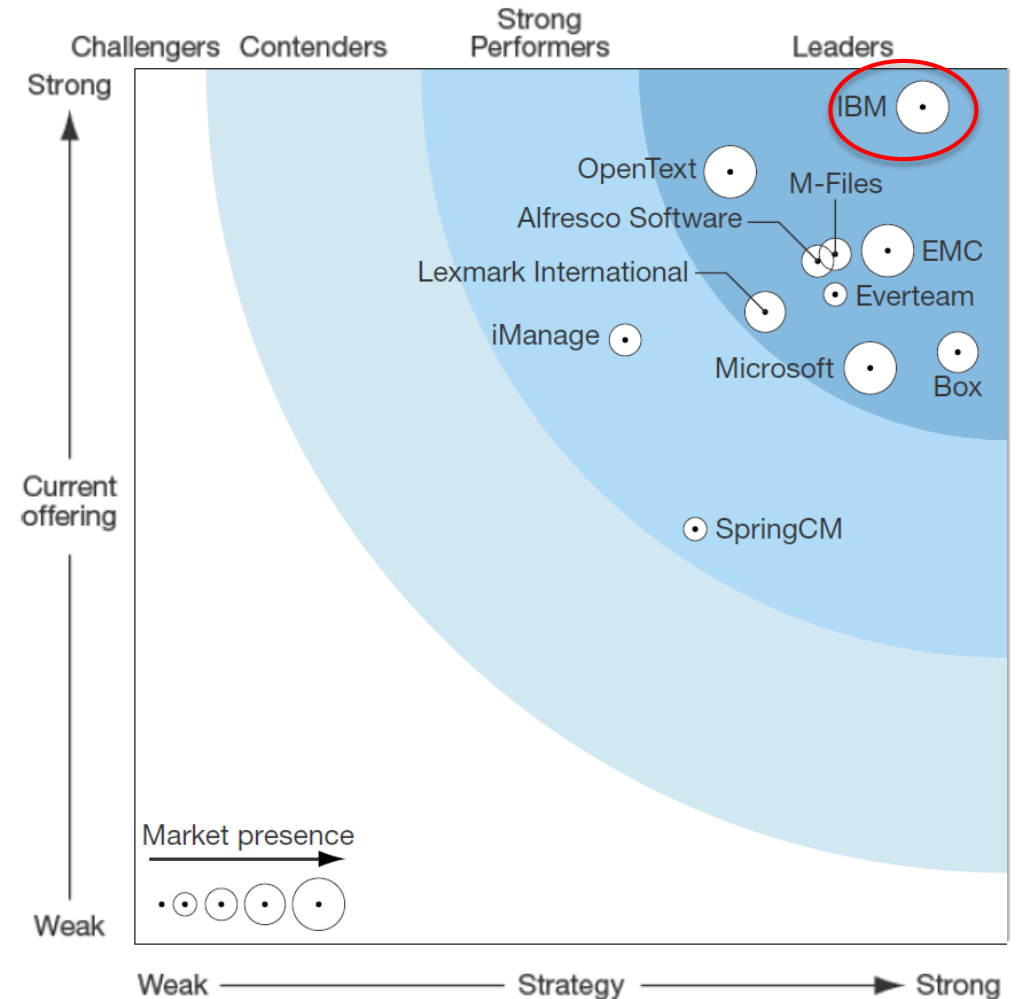 Challengers
Contenders
Strong
Performers
Leaders
Strong
IBM
OpenText
M-Files
Alfresco Software
EMC
Lexmark International
Everteam
iManage
Microsoft
Box
Current
offering
SpringCM
Market presence
Weak
Weak
Strategy
Strong